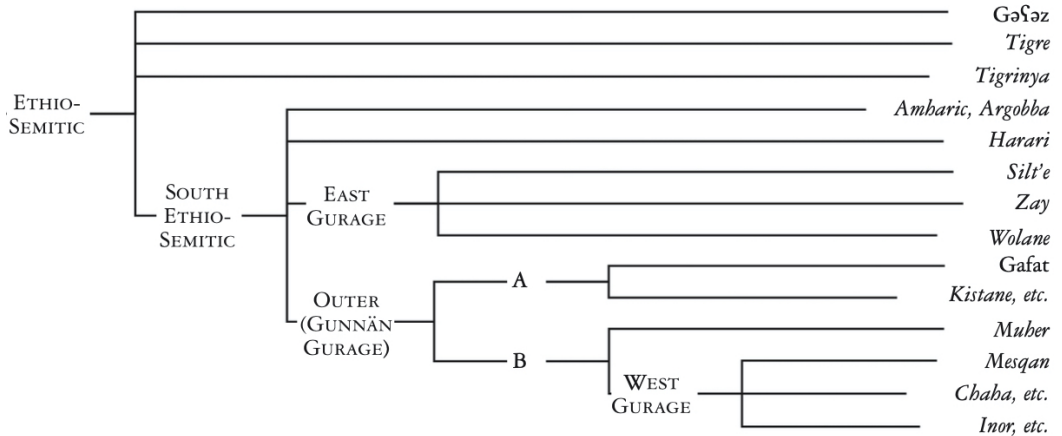 Gəʕəz
Tigre
Tigrinya
ETHIO-
SEMITIC
Amharic, Argobba
Harari
Silt'e
SOUTH
ETHIO-
SEMITIC
EAST
GURAGE
Zay
Wolane
Gafat
A
Kistane, etc.
OUTER
(GUNNÄN
GURAGE)
Muher
B
Mesqan
WEST
GURAGE
Chaha, etc.
Inor, etc.